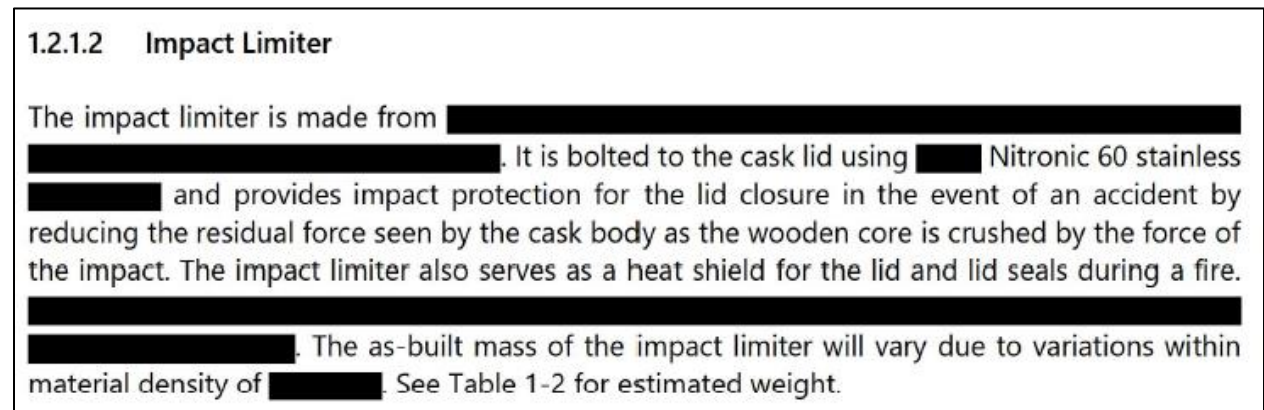 1.2.1.2 Impact Limiter
The impact limiter is made from
. It is bolted to the cask lid using Nitronic 60 stainless
and provides impact protection for the lid closure in the event of an accident by
reducing the residual force seen by the cask body as the wooden core is crushed by the force of
the impact. The impact limiter also serves as a heat shield for the lid and lid seals during a fire.
. The as-built mass of the impact limiter will vary due to variations within
material density of . See Table 1-2 for estimated weight.